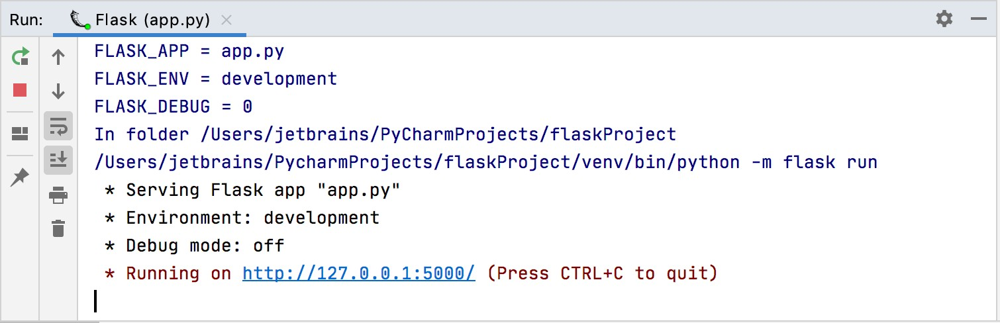 Run: Flask (app.py)
FLASK_APP = app.py
FLASK_ENV = development
FLASK_DEBUG = 0
In folder /Users/jetbrains/PyCharmProjects/flaskProject
/Users/jetbrains/PycharmProjects/flaskProject/venv/bin/python -m flask run
* Serving Flask app "app.py"
* Environment: development
* Debug mode: off
* Running on http://127.0.0.1:5000/ (Press CTRL+C to quit)